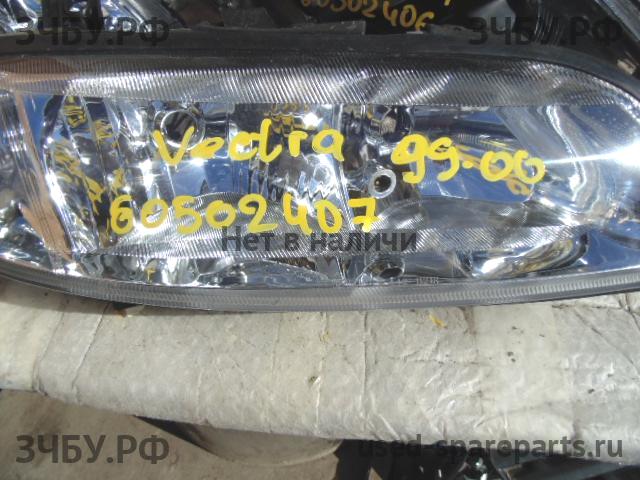 ЗЧБУ.РФ
60502406
ЗЧБУ.РФ
Vectra 99-00
60502407
Нет в наличи
ЗЧБУ.РФ
used-spareparts.ru